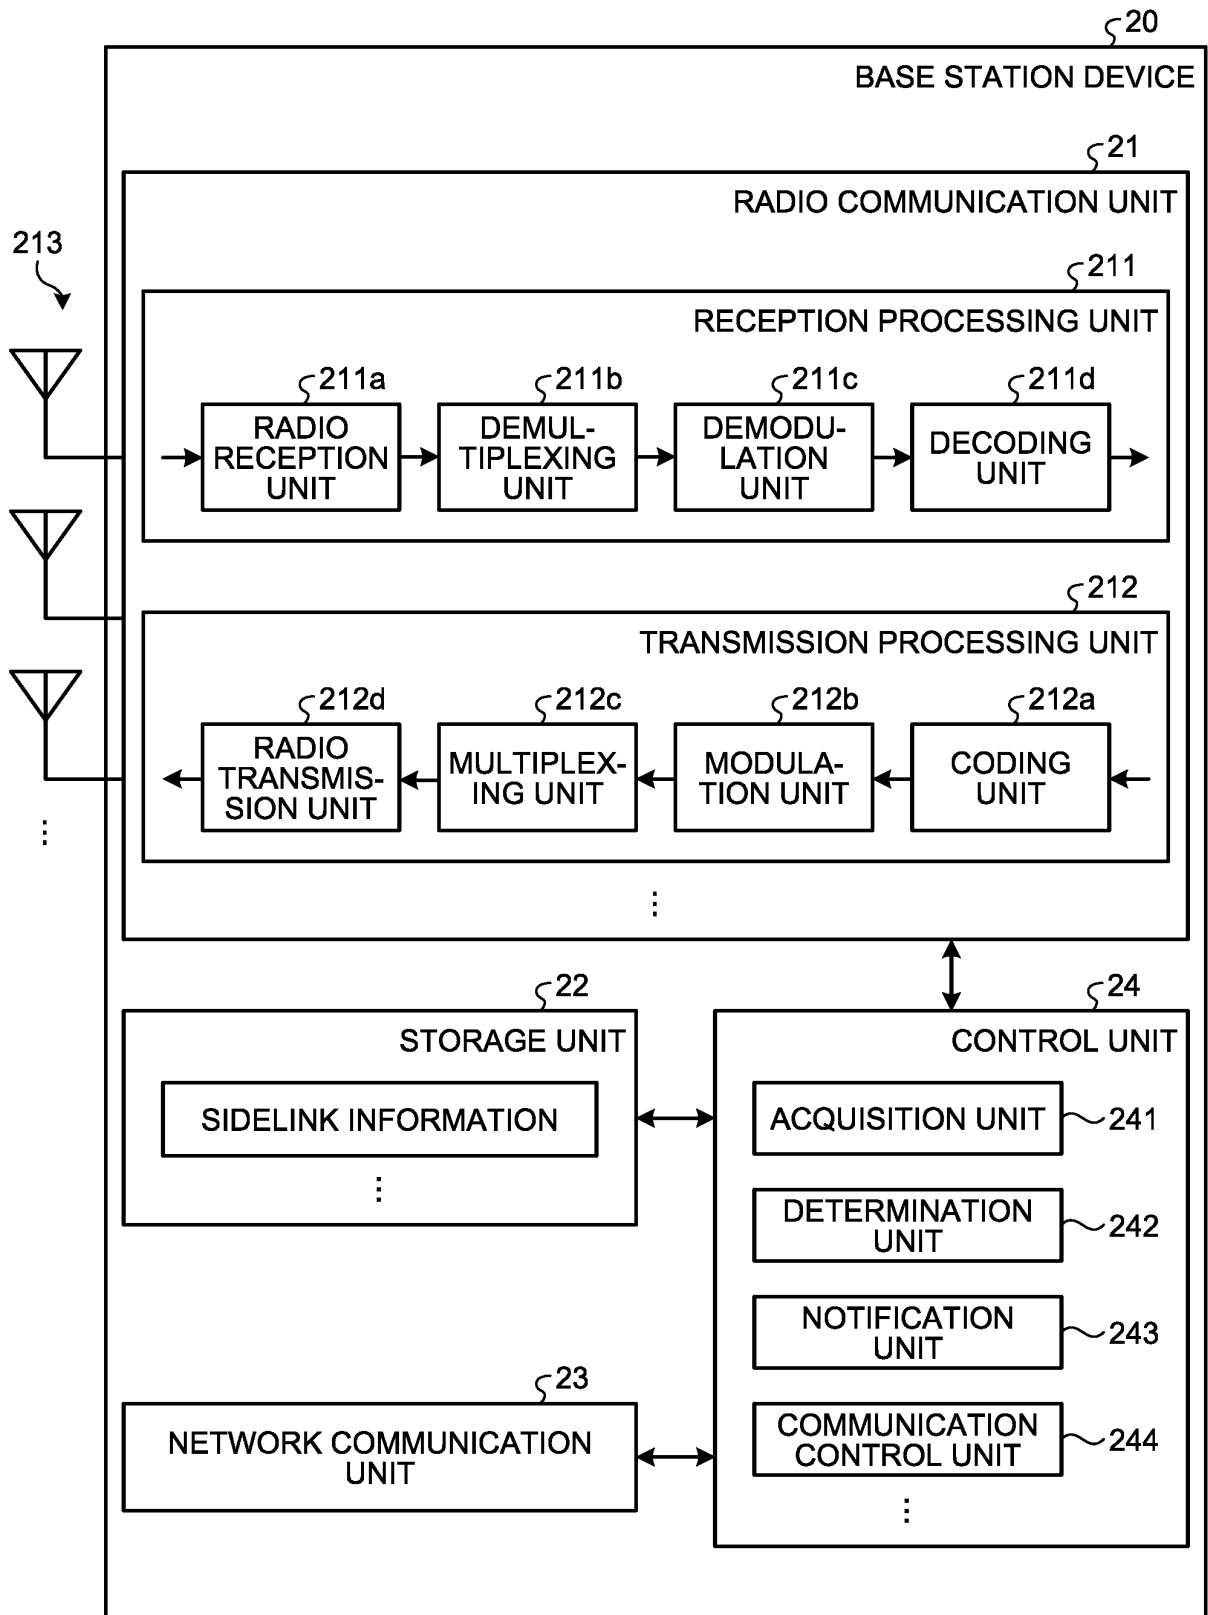 20
BASE STATION DEVICE
21
RADIO COMMUNICATION UNIT
213
211
RECEPTION PROCESSING UNIT
211a
RADIO
RECEPTION
UNIT
211b
DEMUL-
TIPLEXING
UNIT
211c
DEMODU-
LATION
UNIT
211d
DECODING
UNIT
212
TRANSMISSION PROCESSING UNIT
212d
RADIO
TRANSMIS-
SION UNIT
212c
MULTIPLEX-
ING UNIT
212b
MODULA-
TION UNIT
212a
CODING
UNIT
22
STORAGE UNIT
SIDELINK INFORMATION
24
CONTROL UNIT
ACQUISITION UNIT
241
DETERMINATION
UNIT
242
NOTIFICATION
UNIT
243
COMMUNICATION
CONTROL UNIT
244
23
NETWORK COMMUNICATION
UNIT